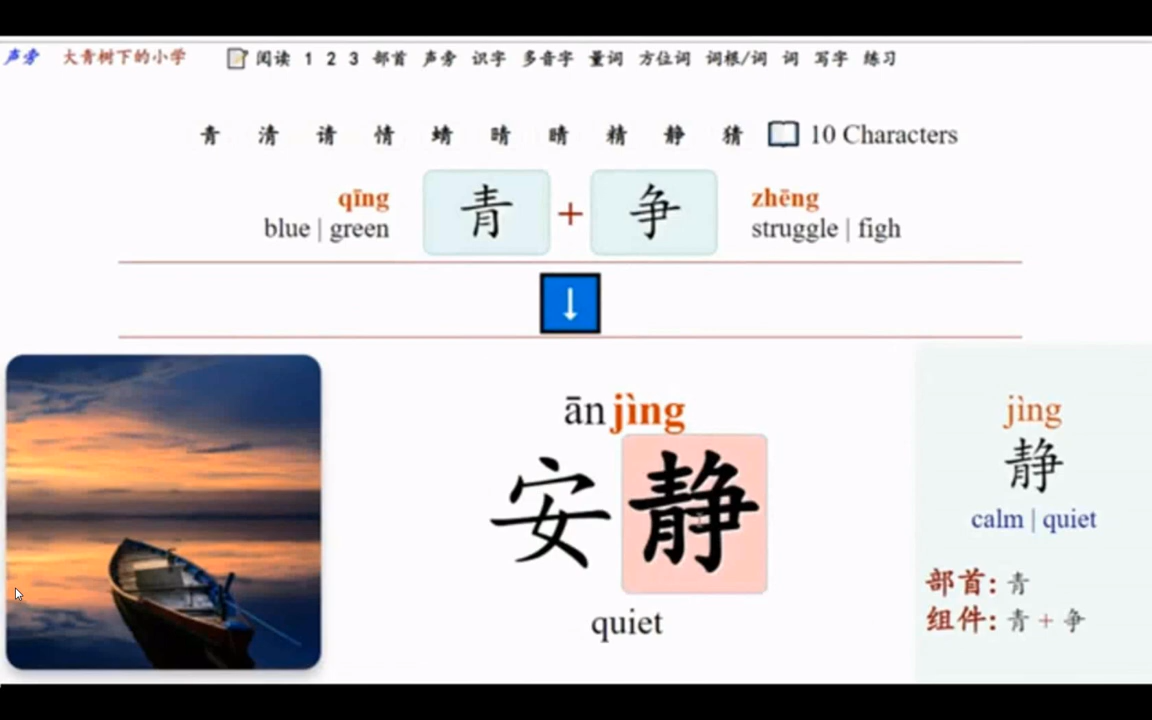 声旁 大青树下的小学 阅读 1 2 3 部首 声旁 识字 多音字 量词 方位词 词根/词 词 写字 练习
青 清 请 情 蜻 晴 睛 精 静 猜 10 Characters
qīng 青 + 争 zhēng
blue | green struggle | figh
↓
ān jìng
安静
quiet
jìng
静
calm | quiet
部首: 青
组件: 青 + 争